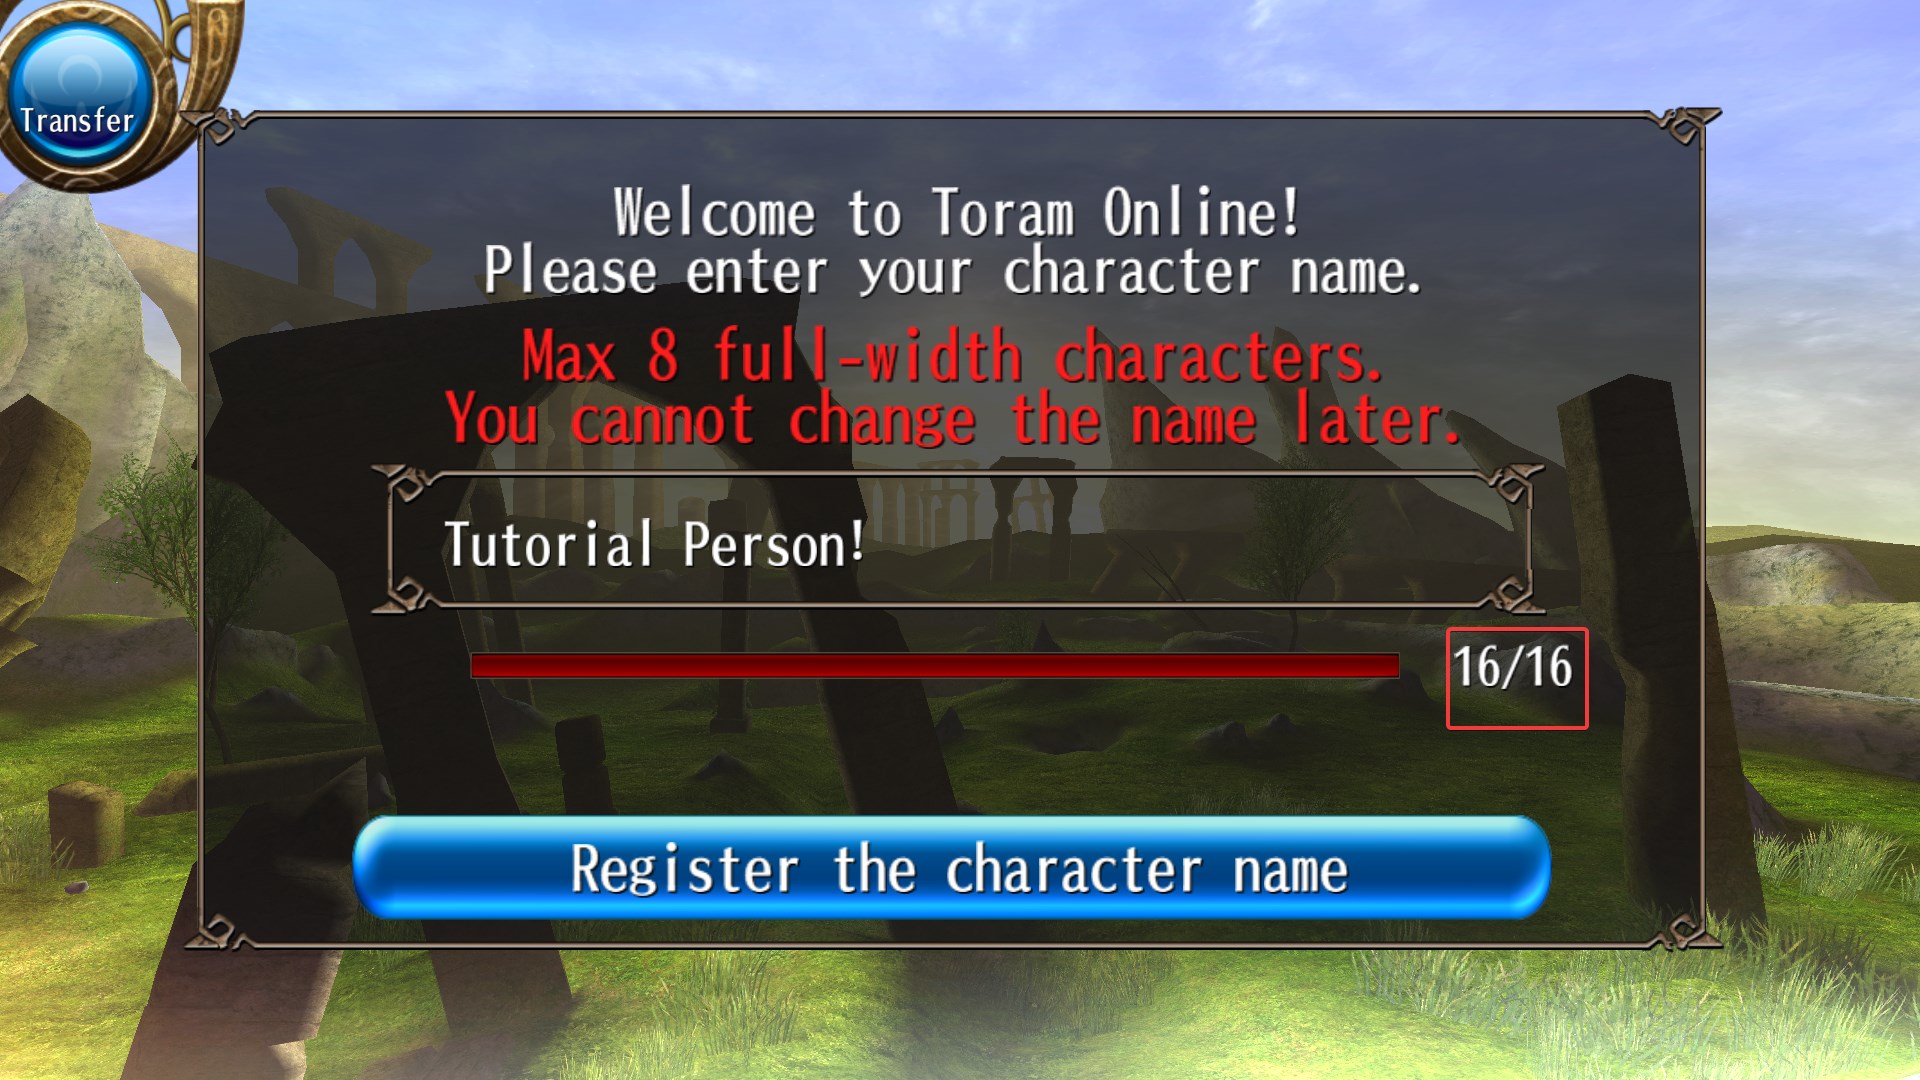 Transfer
Welcome to Toram Online!
Please enter your character name.
Max 8 full-width characters.
You cannot change the name later.
Tutorial Person!
16/16
Register the character name